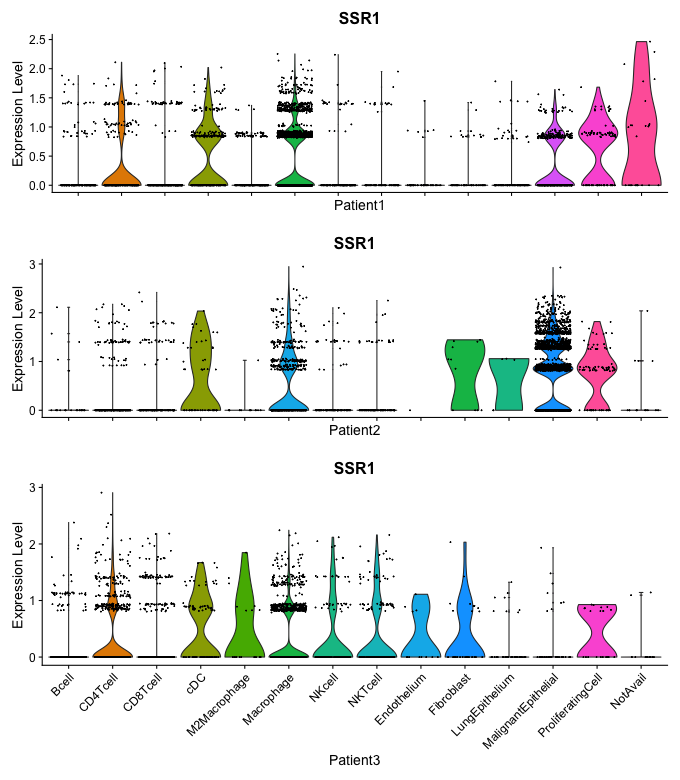 SSR1
Expression Level
2.5
2.0
1.5
1.0
0.5
0.0
Patient1
SSR1
Expression Level
3
2
1
0
Patient2
SSR1
Expression Level
3
2
1
0
Bcell
CD4Tcell
CD8Tcell
cDC
M2Macrophage
Macrophage
NKcell
NKTcell
Endothelium
Fibroblast
LungEpithelium
MalignantEpithelial
ProliferatingCell
NotAvail
Patient3